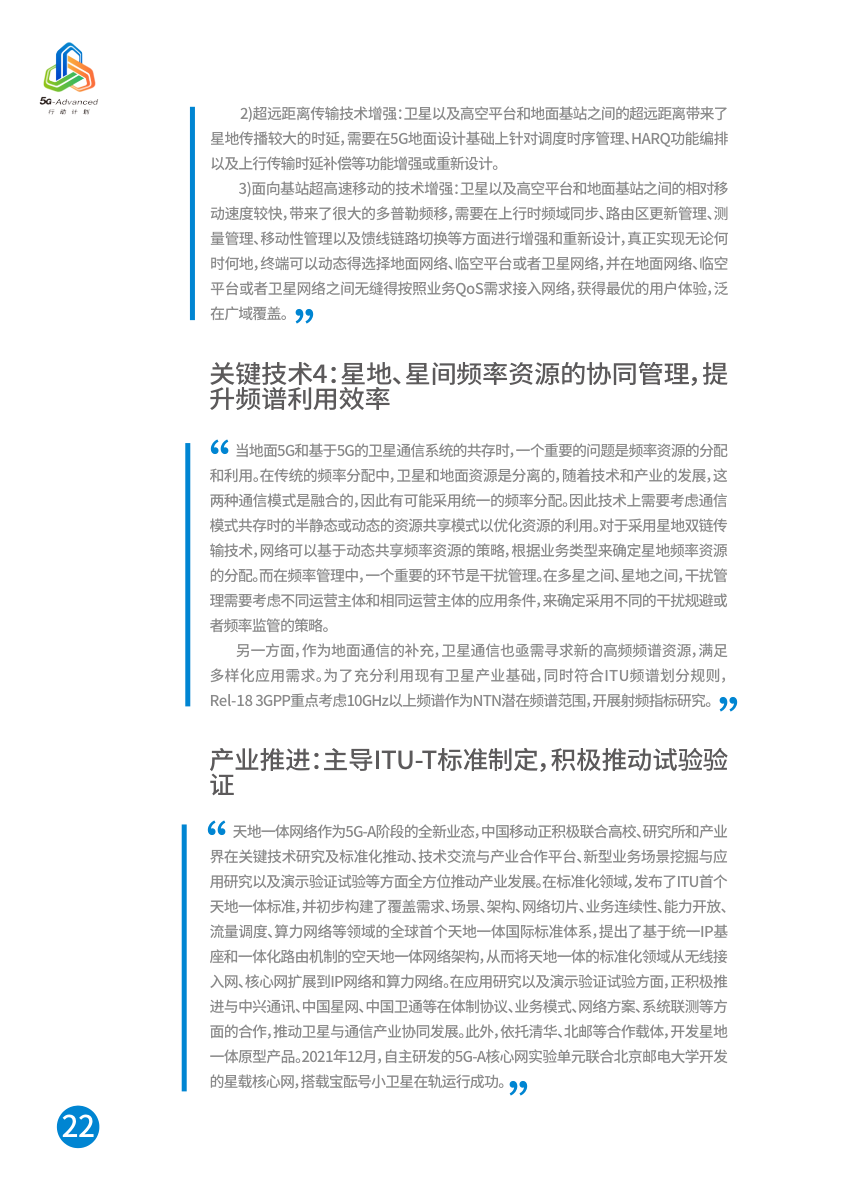 5G-Advanced
行 动 计 划
2)超远距离传输技术增强：卫星以及高空平台和地面基站之间的超远距离带来了
星地传播较大的时延，需要在5G地面设计基础上针对调度时序管理、HARQ功能编排
以及上行传输时延补偿等功能增强或重新设计。
3)面向基站超高速移动的技术增强：卫星以及高空平台和地面基站之间的相对移
动速度较快，带来了很大的多普勒频移，需要在上行时频域同步、路由区更新管理、测
量管理、移动性管理以及馈线链路切换等方面进行增强和重新设计，真正实现无论何
时何地，终端可以动态得选择地面网络、临空平台或者卫星网络，并在地面网络、临空
平台或者卫星网络之间无缝得按照业务QoS需求接入网络，获得最优的用户体验，泛
在广域覆盖。”
关键技术4：星地、星间频率资源的协同管理，提
升频谱利用效率
“当地面5G和基于5G的卫星通信系统的共存时，一个重要的问题是频率资源的分配
和利用。在传统的频率分配中，卫星和地面资源是分离的，随着技术和产业的发展，这
两种通信模式是融合的，因此有可能采用统一的频率分配。因此技术上需要考虑通信
模式共存时的半静态或动态的资源共享模式以优化资源的利用。对于采用星地双链传
输技术，网络可以基于动态共享频率资源的策略，根据业务类型来确定星地频率资源
的分配。而在频率管理中，一个重要的环节是干扰管理。在多星之间、星地之间，干扰管
理需要考虑不同运营主体和相同运营主体的应用条件，来确定采用不同的干扰规避或
者频率监管的策略。
另一方面，作为地面通信的补充，卫星通信也亟需寻求新的高频频谱资源，满足
多样化应用需求。为了充分利用现有卫星产业基础，同时符合ITU频谱划分规则，
Rel-18 3GPP重点考虑10GHz以上频谱作为NTN潜在频谱范围，开展射频指标研究。”
产业推进：主导ITU-T标准制定，积极推动试验验
证
“天地一体网络作为5G-A阶段的全新业态，中国移动正积极联合高校、研究所和产业
界在关键技术研究及标准化推动、技术交流与产业合作平台、新型业务场景挖掘与应
用研究以及演示验证试验等方面全方位推动产业发展。在标准化领域，发布了ITU首个
天地一体标准，并初步构建了覆盖需求、场景、架构、网络切片、业务连续性、能力开放、
流量调度、算力网络等领域的全球首个天地一体国际标准体系，提出了基于统一IP基
座和一体化路由机制的空天地一体网络架构，从而将天地一体的标准化领域从无线接
入网、核心网扩展到IP网络和算力网络。在应用研究以及演示验证试验方面，正积极推
进与中兴通讯、中国星网、中国卫通等在体制协议、业务模式、网络方案、系统联测等方
面的合作，推动卫星与通信产业协同发展。此外，依托清华、北邮等合作载体，开发星地
一体原型产品。2021年12月，自主研发的5G-A核心网实验单元联合北京邮电大学开发
的星载核心网，搭载宝酝号小卫星在轨运行成功。”
22